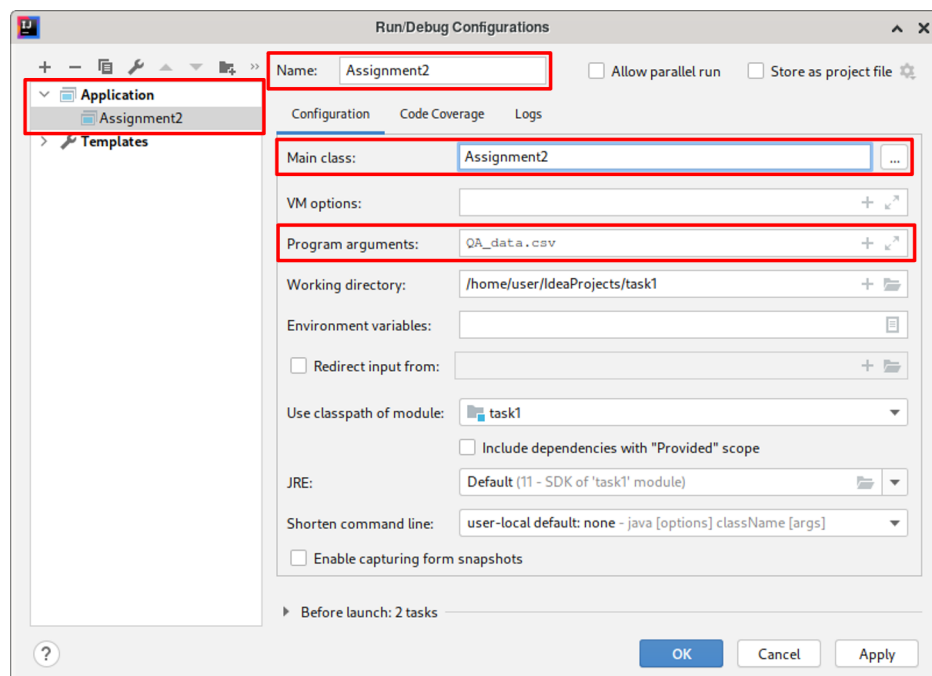 Run/Debug Configurations
Name: Assignment2
Allow parallel run
Store as project file
Application
Assignment2
Templates
Configuration Code Coverage Logs
Main class: Assignment2 ...
VM options:
Program arguments: QA_data.csv
Working directory: /home/user/IdeaProjects/task1
Environment variables:
Redirect input from:
Use classpath of module: task1
Include dependencies with "Provided" scope
JRE: Default (11 - SDK of 'task1' module)
Shorten command line: user-local default: none - java [options] className [args]
Enable capturing form snapshots
Before launch: 2 tasks
? OK Cancel Apply